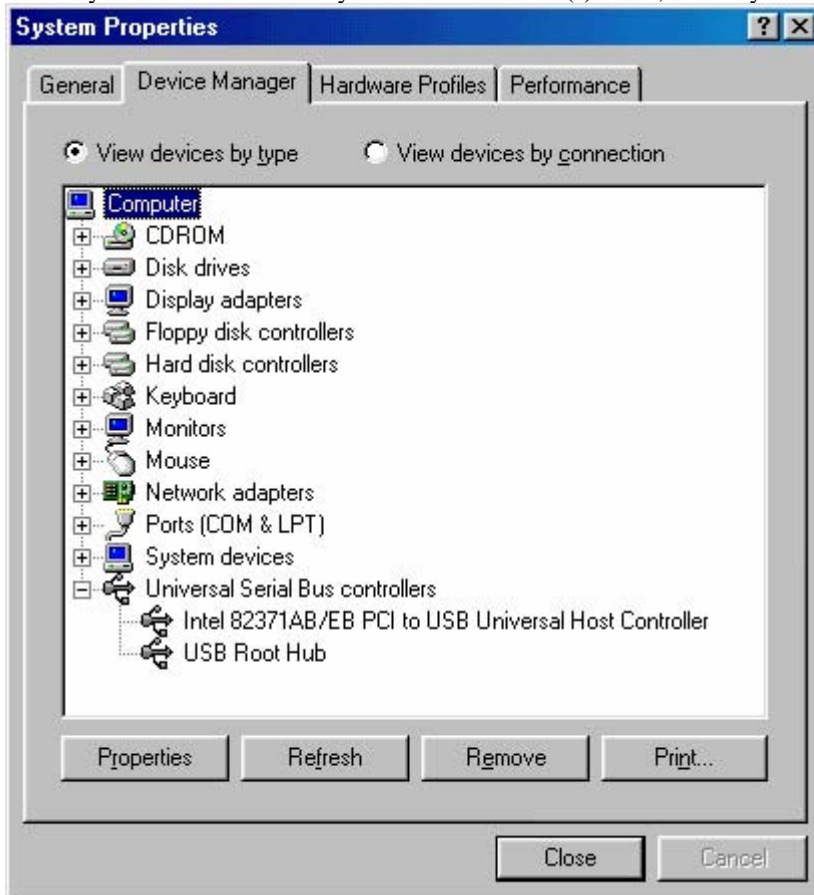 System Properties
General Device Manager Hardware Profiles Performance
View devices by type View devices by connection
Computer
CDROM
Disk drives
Display adapters
Floppy disk controllers
Hard disk controllers
Keyboard
Monitors
Mouse
Network adapters
Ports (COM & LPT)
System devices
Universal Serial Bus controllers
Intel 82371AB/EB PCI to USB Universal Host Controller
USB Root Hub
Properties Refresh Remove Print...
Close Cancel